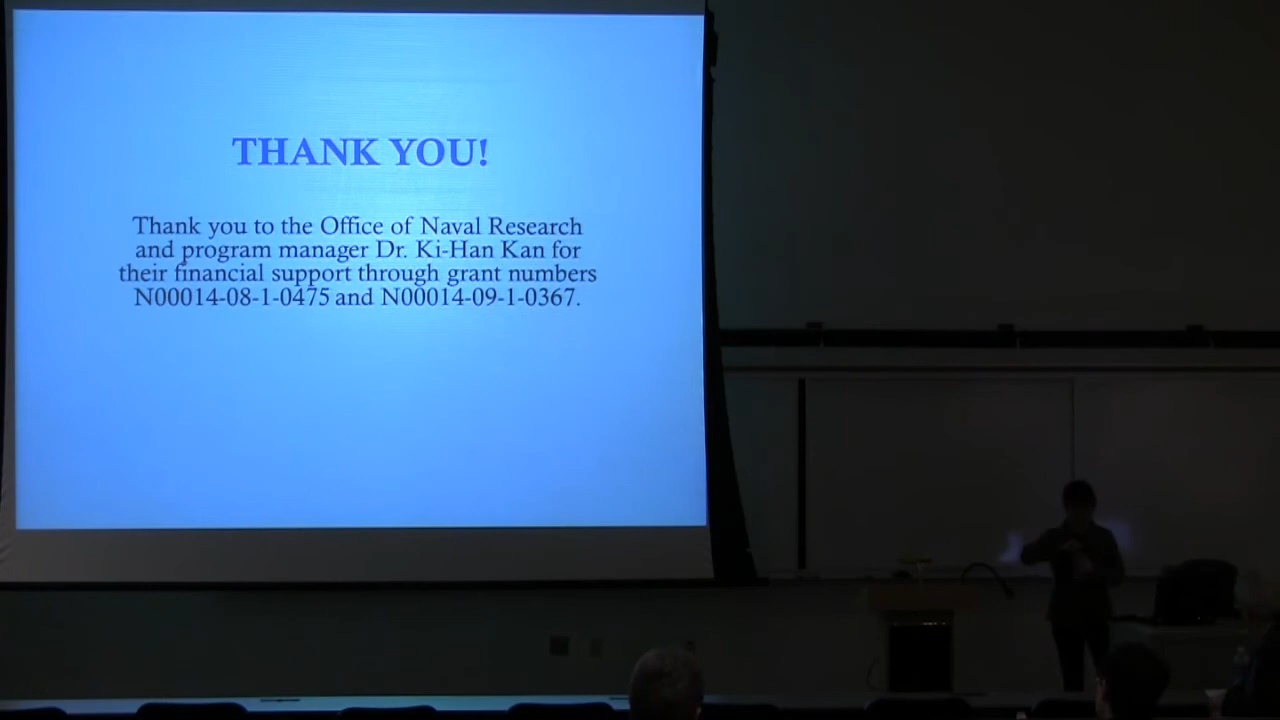 THANK YOU!
Thank you to the Office of Naval Research
and program manager Dr. Ki-Han Kan for
their financial support through grant numbers
N00014-08-1-0475 and N00014-09-1-0367.